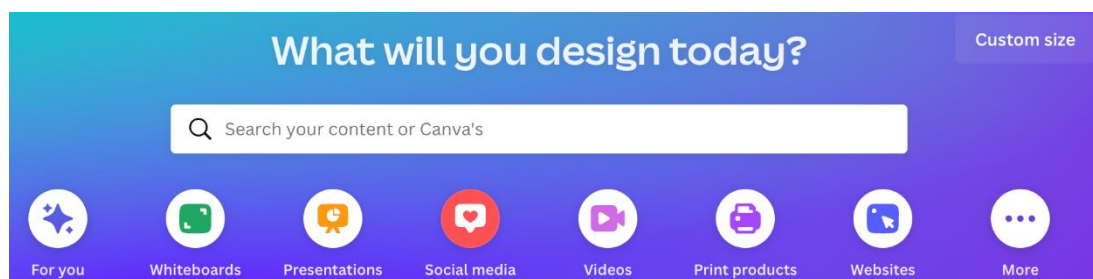 What will you design today?
Custom size
Search your content or Canva's
For you
Whiteboards
Presentations
Social media
Videos
Print products
Websites
More